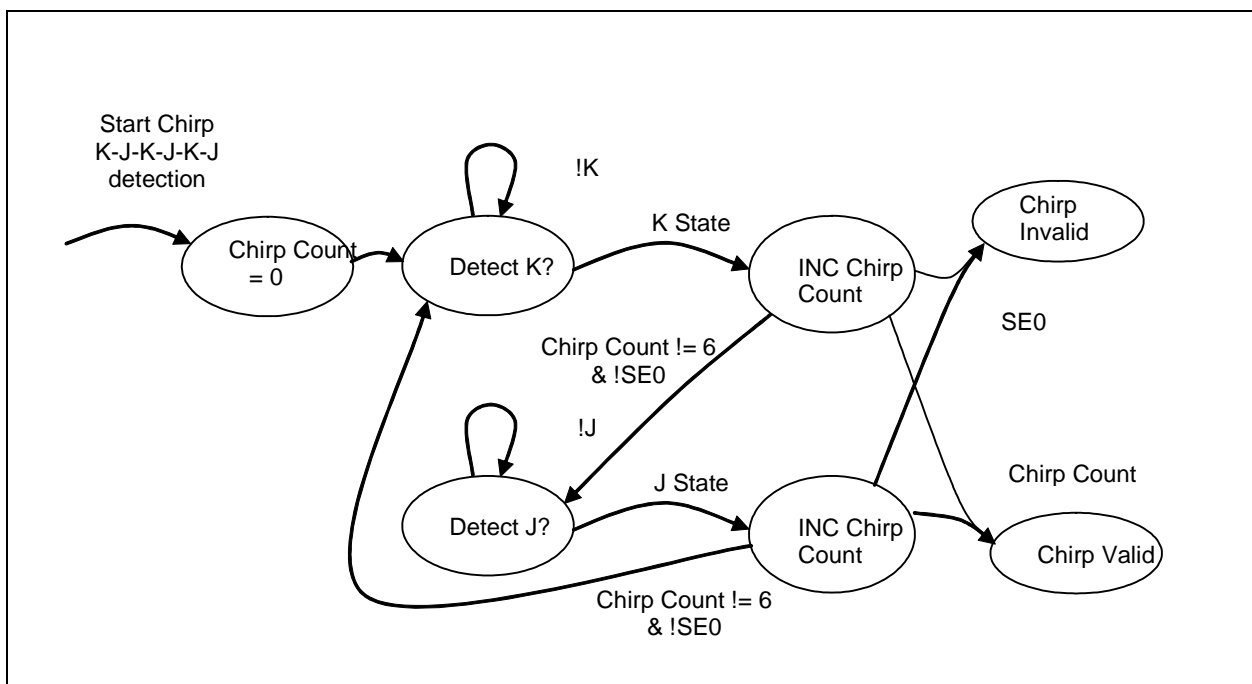 Start Chirp
K-J-K-J-K-J
detection
!K
Chirp Count
= 0
Detect K?
K State
INC Chirp
Count
Chirp
Invalid
SE0
Chirp Count != 6
& !SE0
!J
Detect J?
J State
INC Chirp
Count
Chirp Count
Chirp Valid
Chirp Count != 6
& !SE0